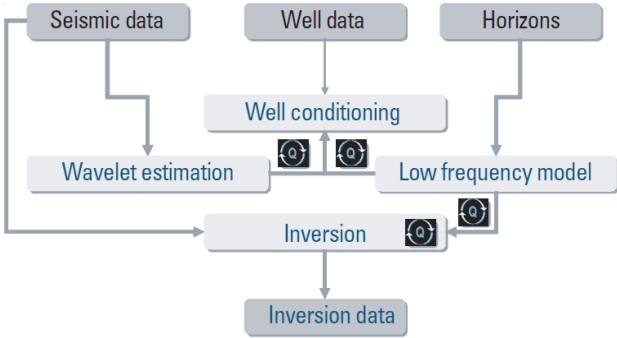 Seismic data
Well data
Horizons
Well conditioning
Q
Q
Wavelet estimation
Low frequency model
Q
Inversion
Q
Inversion data